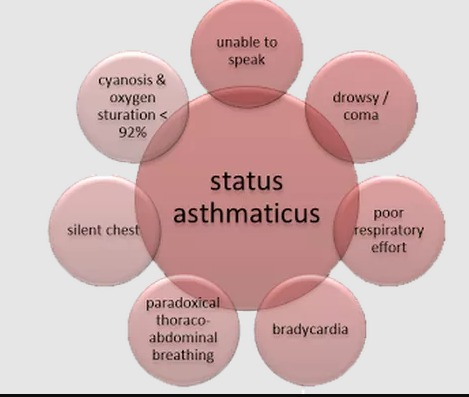 unable to
speak
drowsy /
coma
poor
respiratory
effort
bradycardia
paradoxical
thoraco-
abdominal
breathing
silent chest
cyanosis &
oxygen
sturation <
92%
status
asthmaticus